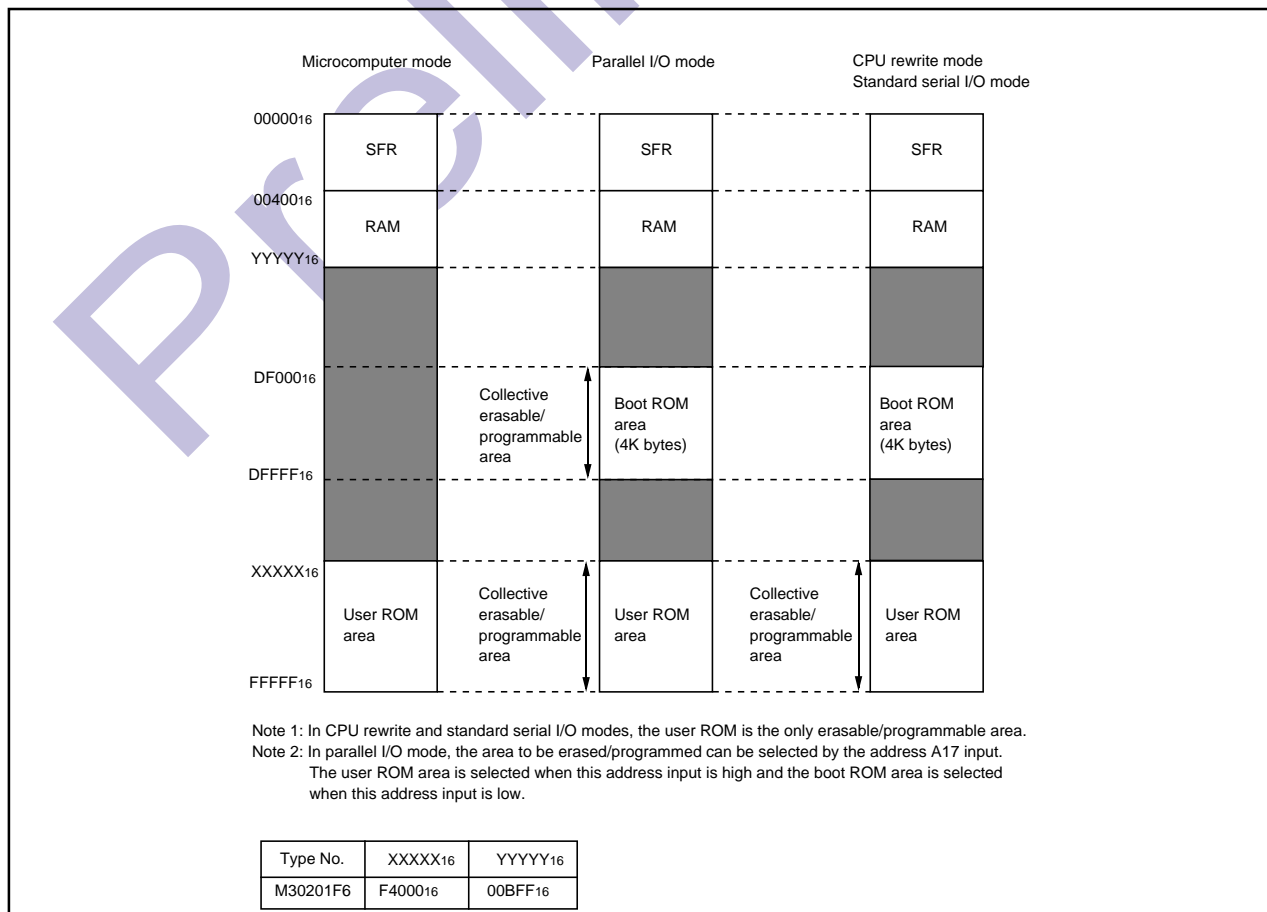 Microcomputer mode
Parallel I/O mode
CPU rewrite mode
Standard serial I/O mode
0000016
SFR
SFR
SFR
0040016
RAM
RAM
RAM
YYYYY16
DF00016
Collective
erasable/
programmable
area
Boot ROM
area
(4K bytes)
Boot ROM
area
(4K bytes)
DFFFF16
XXXXX16
User ROM
area
Collective
erasable/
programmable
area
User ROM
area
Collective
erasable/
programmable
area
User ROM
area
FFFFF16
Note 1: In CPU rewrite and standard serial I/O modes, the user ROM is the only erasable/programmable area.
Note 2: In parallel I/O mode, the area to be erased/programmed can be selected by the address A17 input.
The user ROM area is selected when this address input is high and the boot ROM area is selected
when this address input is low.
Type No. XXXXX16 YYYYY16
M30201F6 F400016 00BFF16